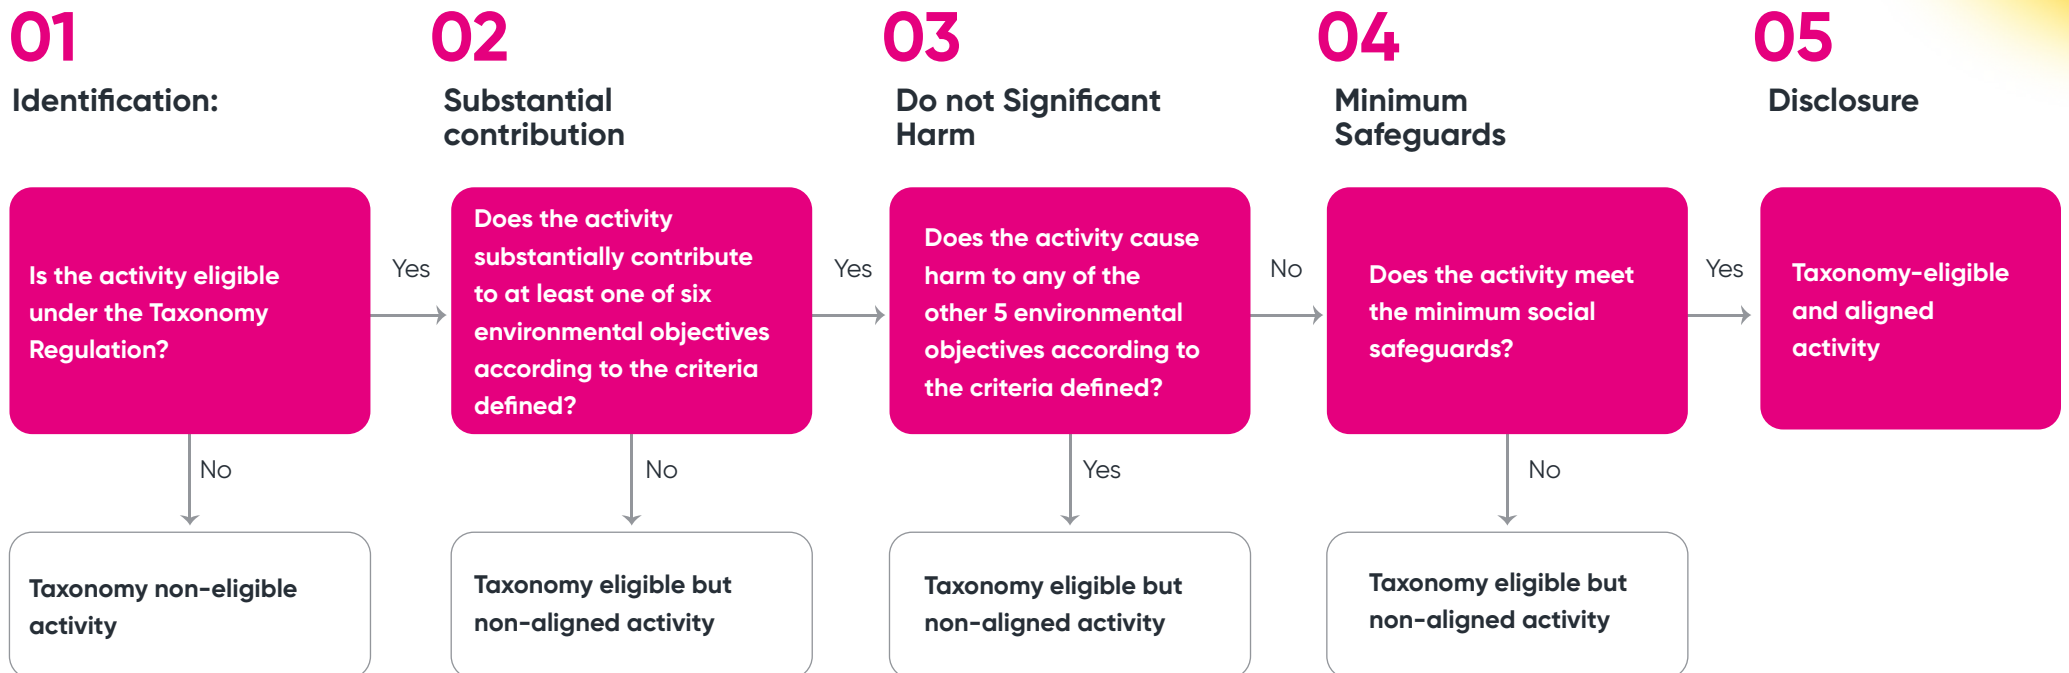 01
Identification:
Is the activity eligible
under the Taxonomy
Regulation?
Yes
No
Taxonomy non-eligible
activity
02
Substantial
contribution
Does the activity
substantially contribute
to at least one of six
environmental objectives
according to the criteria
defined?
Yes
No
Taxonomy eligible but
non-aligned activity
03
Do not Significant
Harm
Does the activity cause
harm to any of the
other 5 environmental
objectives according to
the criteria defined?
No
Yes
Taxonomy eligible but
non-aligned activity
04
Minimum
Safeguards
Does the activity meet
the minimum social
safeguards?
Yes
No
Taxonomy eligible but
non-aligned activity
05
Disclosure
Taxonomy-eligible
and aligned
activity